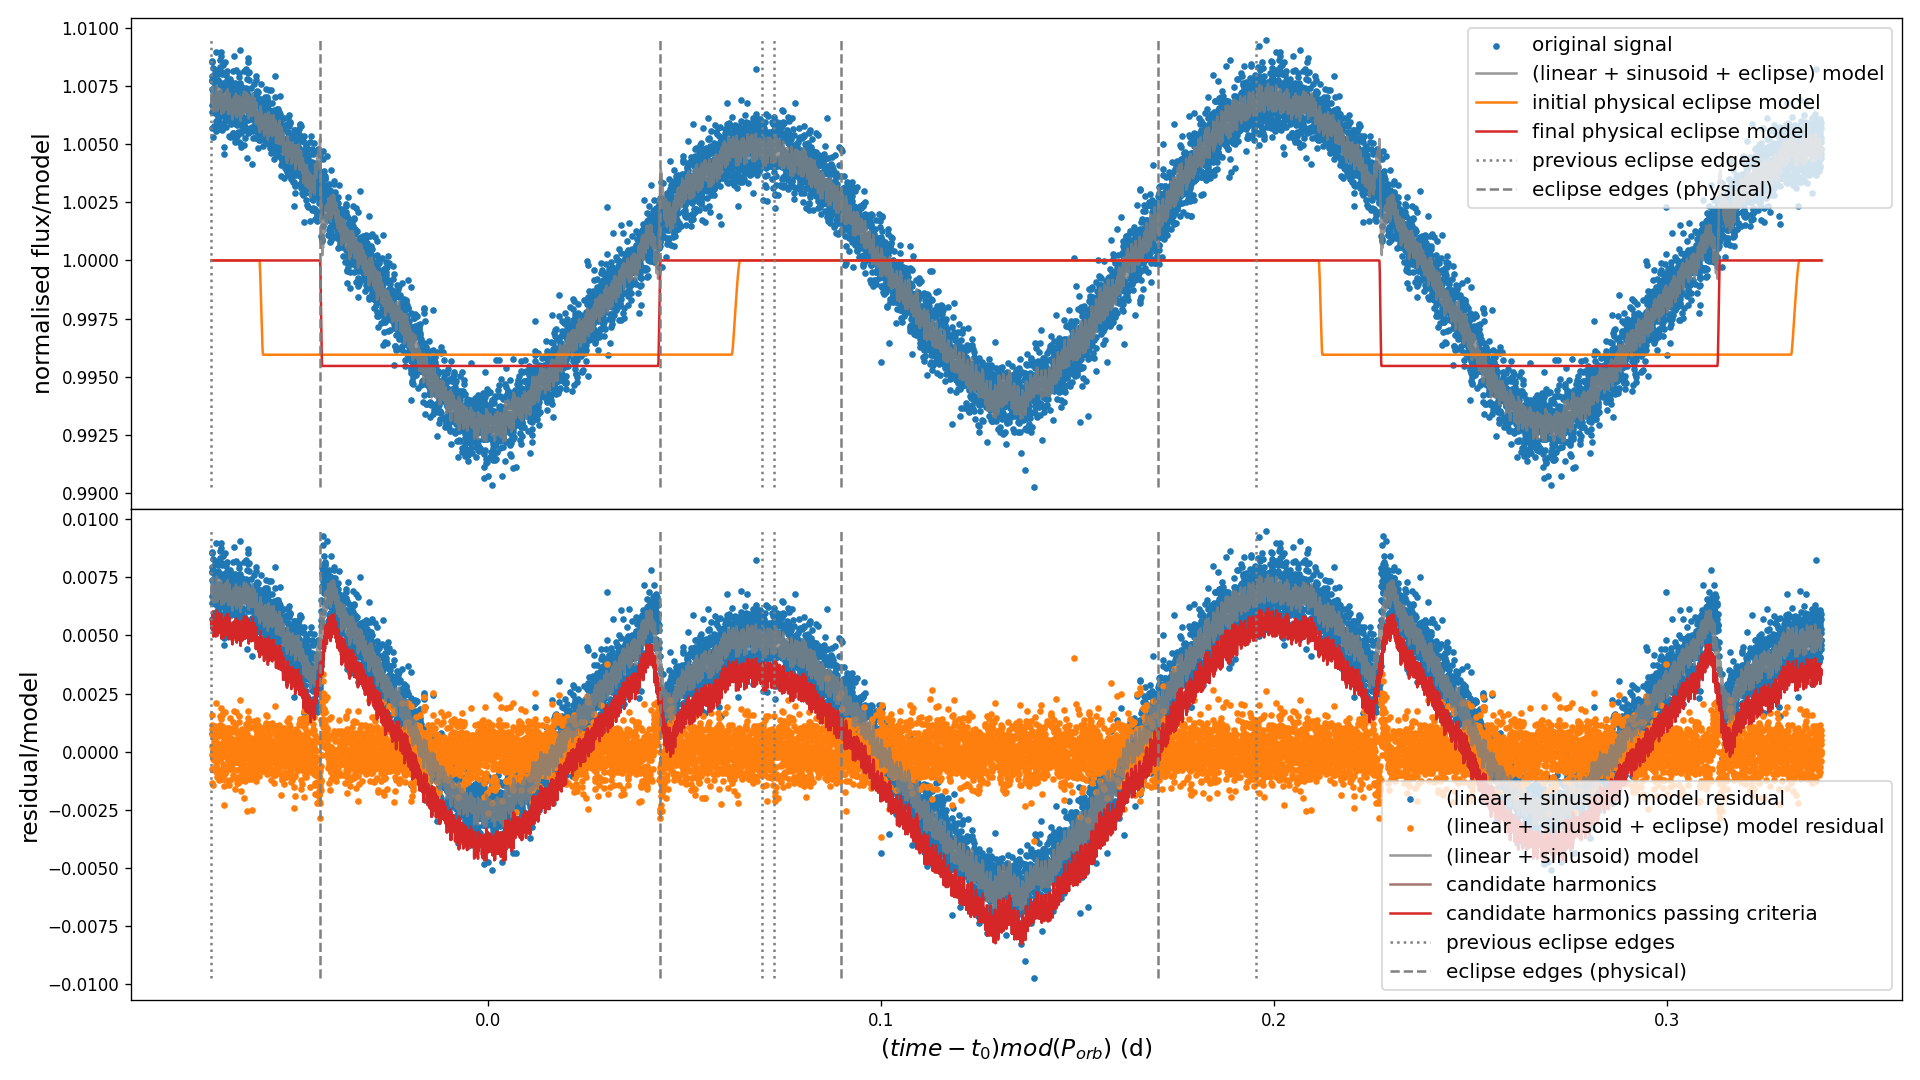 1.0100
1.0075
1.0050
1.0025
1.0000
0.9975
0.9950
0.9925
0.9900
normalised flux/model
original signal
(linear + sinusoid + eclipse) model
initial physical eclipse model
final physical eclipse model
previous eclipse edges
eclipse edges (physical)
0.0100
0.0075
0.0050
0.0025
0.0000
−0.0025
−0.0050
−0.0075
−0.0100
residual/model
(linear + sinusoid) model residual
(linear + sinusoid + eclipse) model residual
(linear + sinusoid) model
candidate harmonics
candidate harmonics passing criteria
previous eclipse edges
eclipse edges (physical)
0.0 0.1 0.2 0.3
(time − t₀)mod(P_orb) (d)